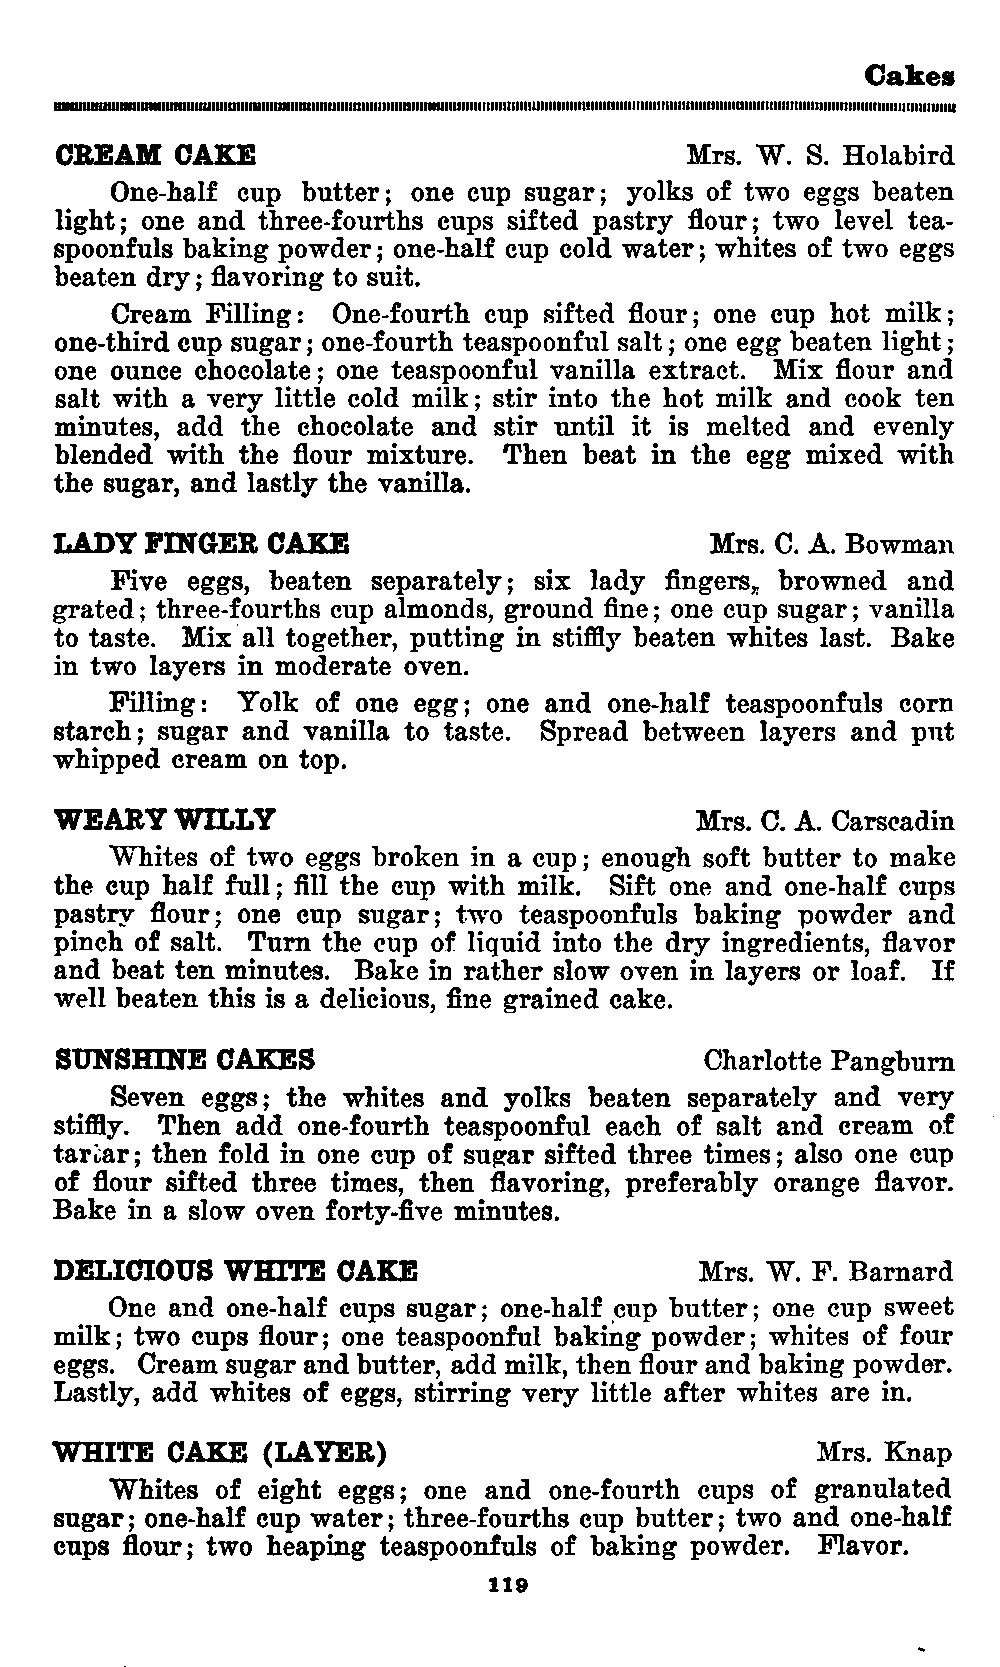 Cakes
CREAM CAKE Mrs. W. S. Holabird
One-half cup butter; one cup sugar; yolks of two eggs beaten
light; one and three-fourths cups sifted pastry flour; two level tea-
spoonfuls baking powder; one-half cup cold water; whites of two eggs
beaten dry; flavoring to suit.
Cream Filling: One-fourth cup sifted flour; one cup hot milk;
one-third cup sugar; one-fourth teaspoonful salt; one egg beaten light;
one ounce chocolate; one teaspoonful vanilla extract. Mix flour and
salt with a very little cold milk; stir into the hot milk and cook ten
minutes, add the chocolate and stir until it is melted and evenly
blended with the flour mixture. Then beat in the egg mixed with
the sugar, and lastly the vanilla.
LADY FINGER CAKE Mrs. C. A. Bowman
Five eggs, beaten separately; six lady fingers, browned and
grated; three-fourths cup almonds, ground fine; one cup sugar; vanilla
to taste. Mix all together, putting in stiffly beaten whites last. Bake
in two layers in moderate oven.
Filling: Yolk of one egg; one and one-half teaspoonfuls corn
starch; sugar and vanilla to taste. Spread between layers and put
whipped cream on top.
WEARY WILLY Mrs. C. A. Carscadin
Whites of two eggs broken in a cup; enough soft butter to make
the cup half full; fill the cup with milk. Sift one and one-half cups
pastry flour; one cup sugar; two teaspoonfuls baking powder and
pinch of salt. Turn the cup of liquid into the dry ingredients, flavor
and beat ten minutes. Bake in rather slow oven in layers or loaf. If
well beaten this is a delicious, fine grained cake.
SUNSHINE CAKES Charlotte Pangburn
Seven eggs; the whites and yolks beaten separately and very
stiffly. Then add one-fourth teaspoonful each of salt and cream of
tartar; then fold in one cup of sugar sifted three times; also one cup
of flour sifted three times, then flavoring, preferably orange flavor.
Bake in a slow oven forty-five minutes.
DELICIOUS WHITE CAKE Mrs. W. F. Barnard
One and one-half cups sugar; one-half cup butter; one cup sweet
milk; two cups flour; one teaspoonful baking powder; whites of four
eggs. Cream sugar and butter, add milk, then flour and baking powder.
Lastly, add whites of eggs, stirring very little after whites are in.
WHITE CAKE (LAYER) Mrs. Knap
Whites of eight eggs; one and one-fourth cups of granulated
sugar; one-half cup water; three-fourths cup butter; two and one-half
cups flour; two heaping teaspoonfuls of baking powder. Flavor.
119